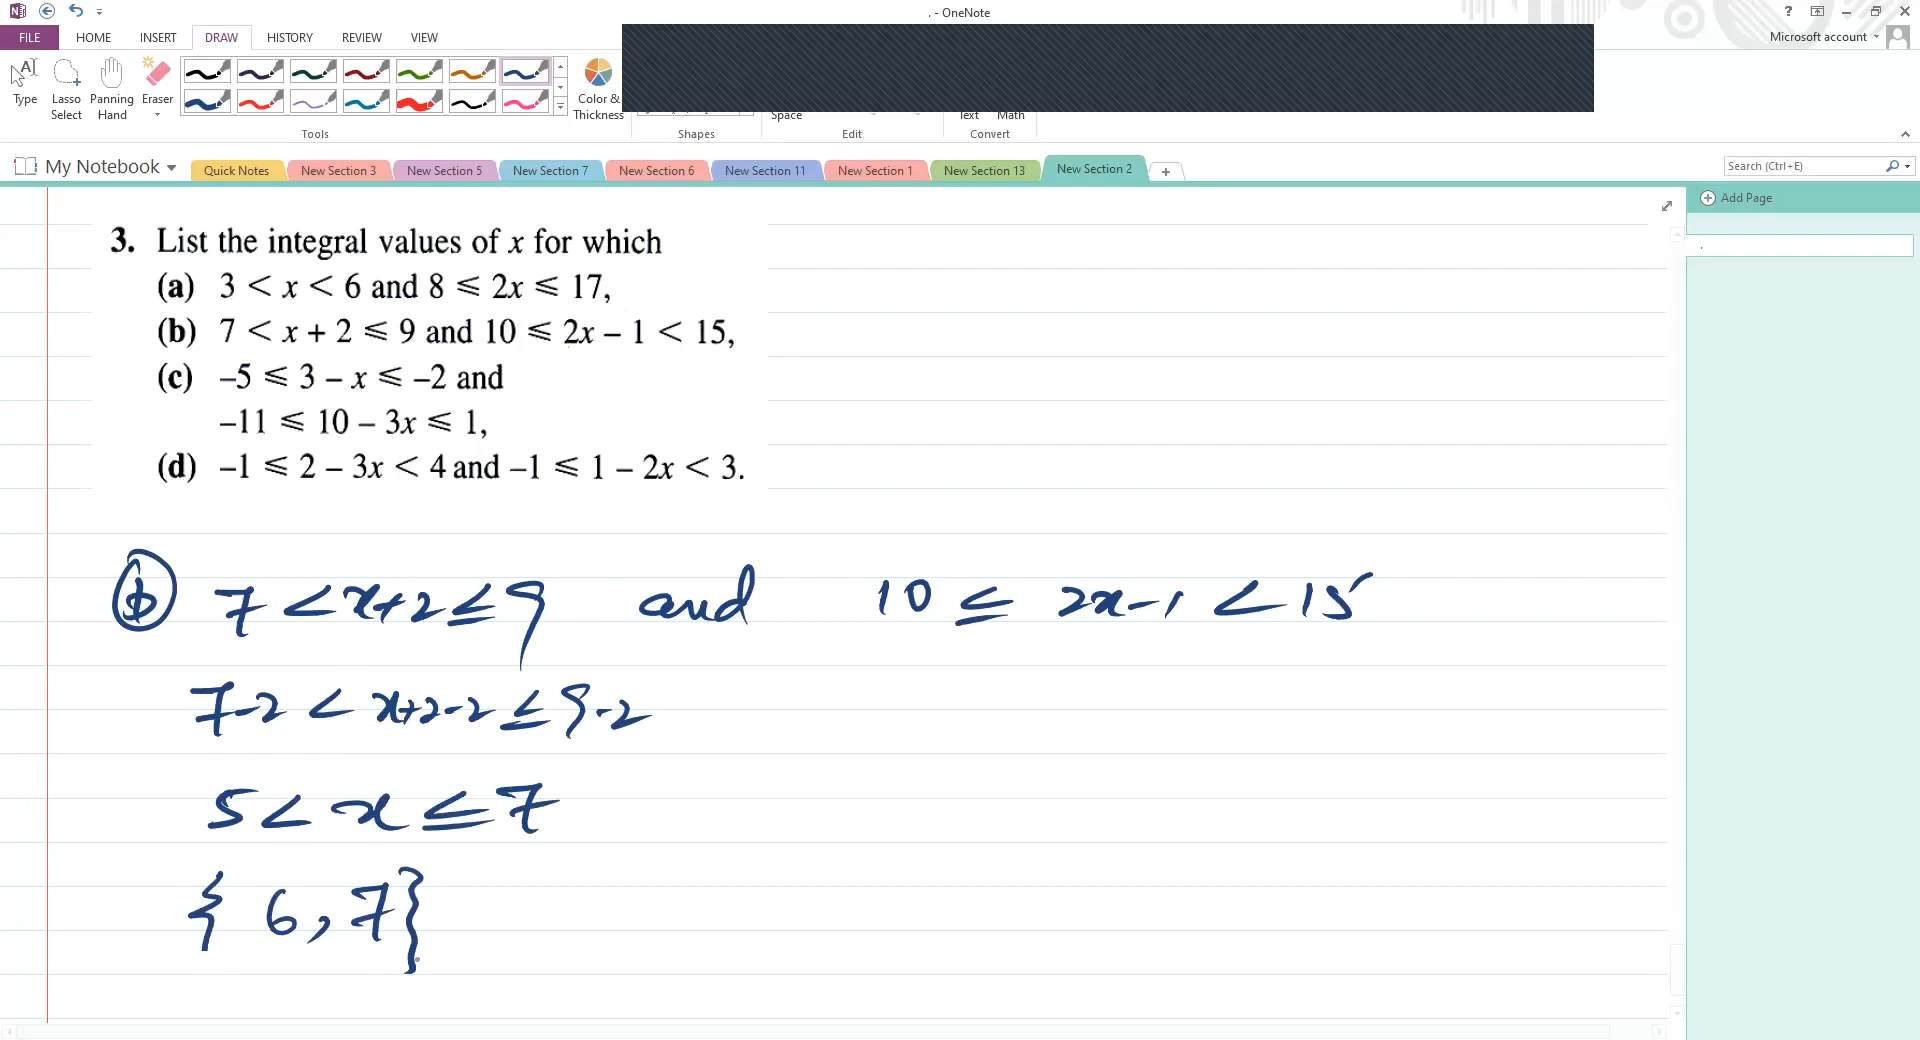 . - OneNote
?
FILE HOME INSERT DRAW HISTORY REVIEW VIEW
Microsoft account
Type
Lasso Select
Panning Hand
Eraser
Color & Thickness
Space
Text
Math
Tools
Shapes
Edit
Convert
My Notebook
Quick Notes New Section 3 New Section 5 New Section 7 New Section 6 New Section 11 New Section 1 New Section 13 New Section 2 +
Search (Ctrl+E)
Add Page
.
3. List the integral values of x for which
(a) 3 < x < 6 and 8 ⩽ 2x ⩽ 17,
(b) 7 < x + 2 ⩽ 9 and 10 ⩽ 2x – 1 < 15,
(c) –5 ⩽ 3 – x ⩽ –2 and
–11 ⩽ 10 – 3x ⩽ 1,
(d) –1 ⩽ 2 – 3x < 4 and –1 ⩽ 1 – 2x < 3.
b 7 < x+2 ≤ 9 and 10 ≤ 2x-1 < 15
7-2 < x+2-2 ≤ 9-2
5 < x ≤ 7
{ 6, 7}